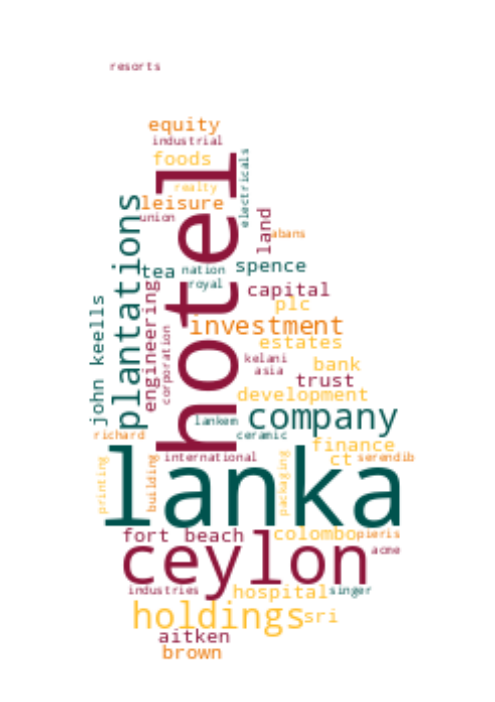 resorts
equity
industrial
foods
realty
leisure
union
electricals
land
abans
hotel
plantations
tea
nation
royal
spence
capital
plc
engineering
corporation
john keells
investment
estates
kelani
asia
bank
trust
development
lankem
company
richard
ceramic
finance
international
ct
serendib
printing
building
packaging
lanka
fort beach
colombo
pieris
acme
ceylon
industries
hospital
singer
holdings
sri
aitken
brown